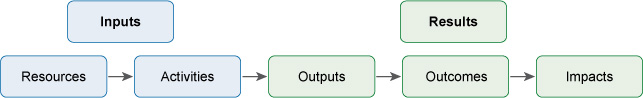 Inputs
Results
Resources
Activities
Outputs
Outcomes
Impacts